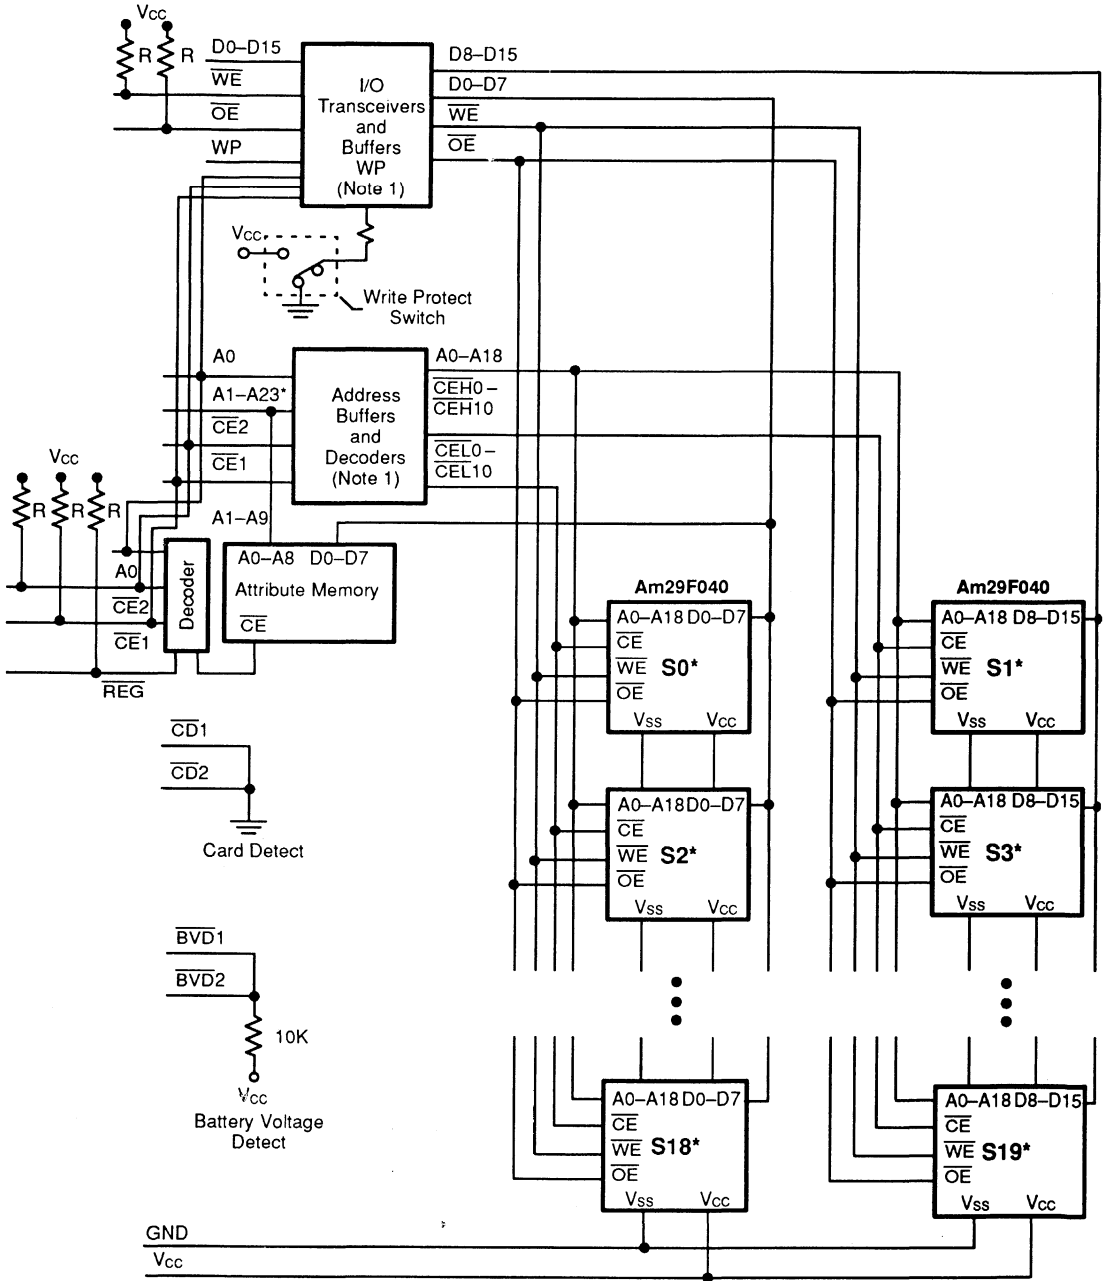 VCC
R R
D0–D15
WE
OE
WP
I/O
Transceivers
and
Buffers
WP
(Note 1)
D8–D15
D0–D7
WE
OE
VCC
Write Protect
Switch
A0
A1–A23*
CE2
CE1
Address
Buffers
and
Decoders
(Note 1)
A0–A18
CEH0–
CEH10
CEL0–
CEL10
VCC
R R R
A1–A9
A0
CE2
CE1
REG
Decoder
A0–A8 D0–D7
Attribute Memory
CE
Am29F040
A0–A18 D0–D7
CE
WE
OE
S0*
VSS VCC
Am29F040
A0–A18 D8–D15
CE
WE
OE
S1*
VSS VCC
CD1
CD2
Card Detect
A0–A18 D0–D7
CE
WE
OE
S2*
VSS VCC
A0–A18 D8–D15
CE
WE
OE
S3*
VSS VCC
BVD1
BVD2
10K
VCC
Battery Voltage
Detect
A0–A18 D0–D7
CE
WE
OE
S18*
VSS VCC
A0–A18 D8–D15
CE
WE
OE
S19*
VSS VCC
GND
VCC